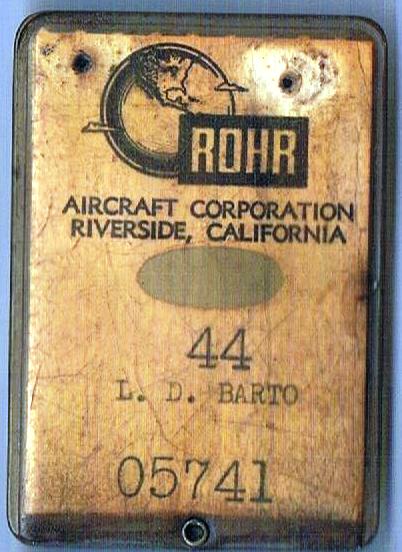 ROHR
AIRCRAFT CORPORATION
RIVERSIDE, CALIFORNIA
44
L. D. BARTO
05741